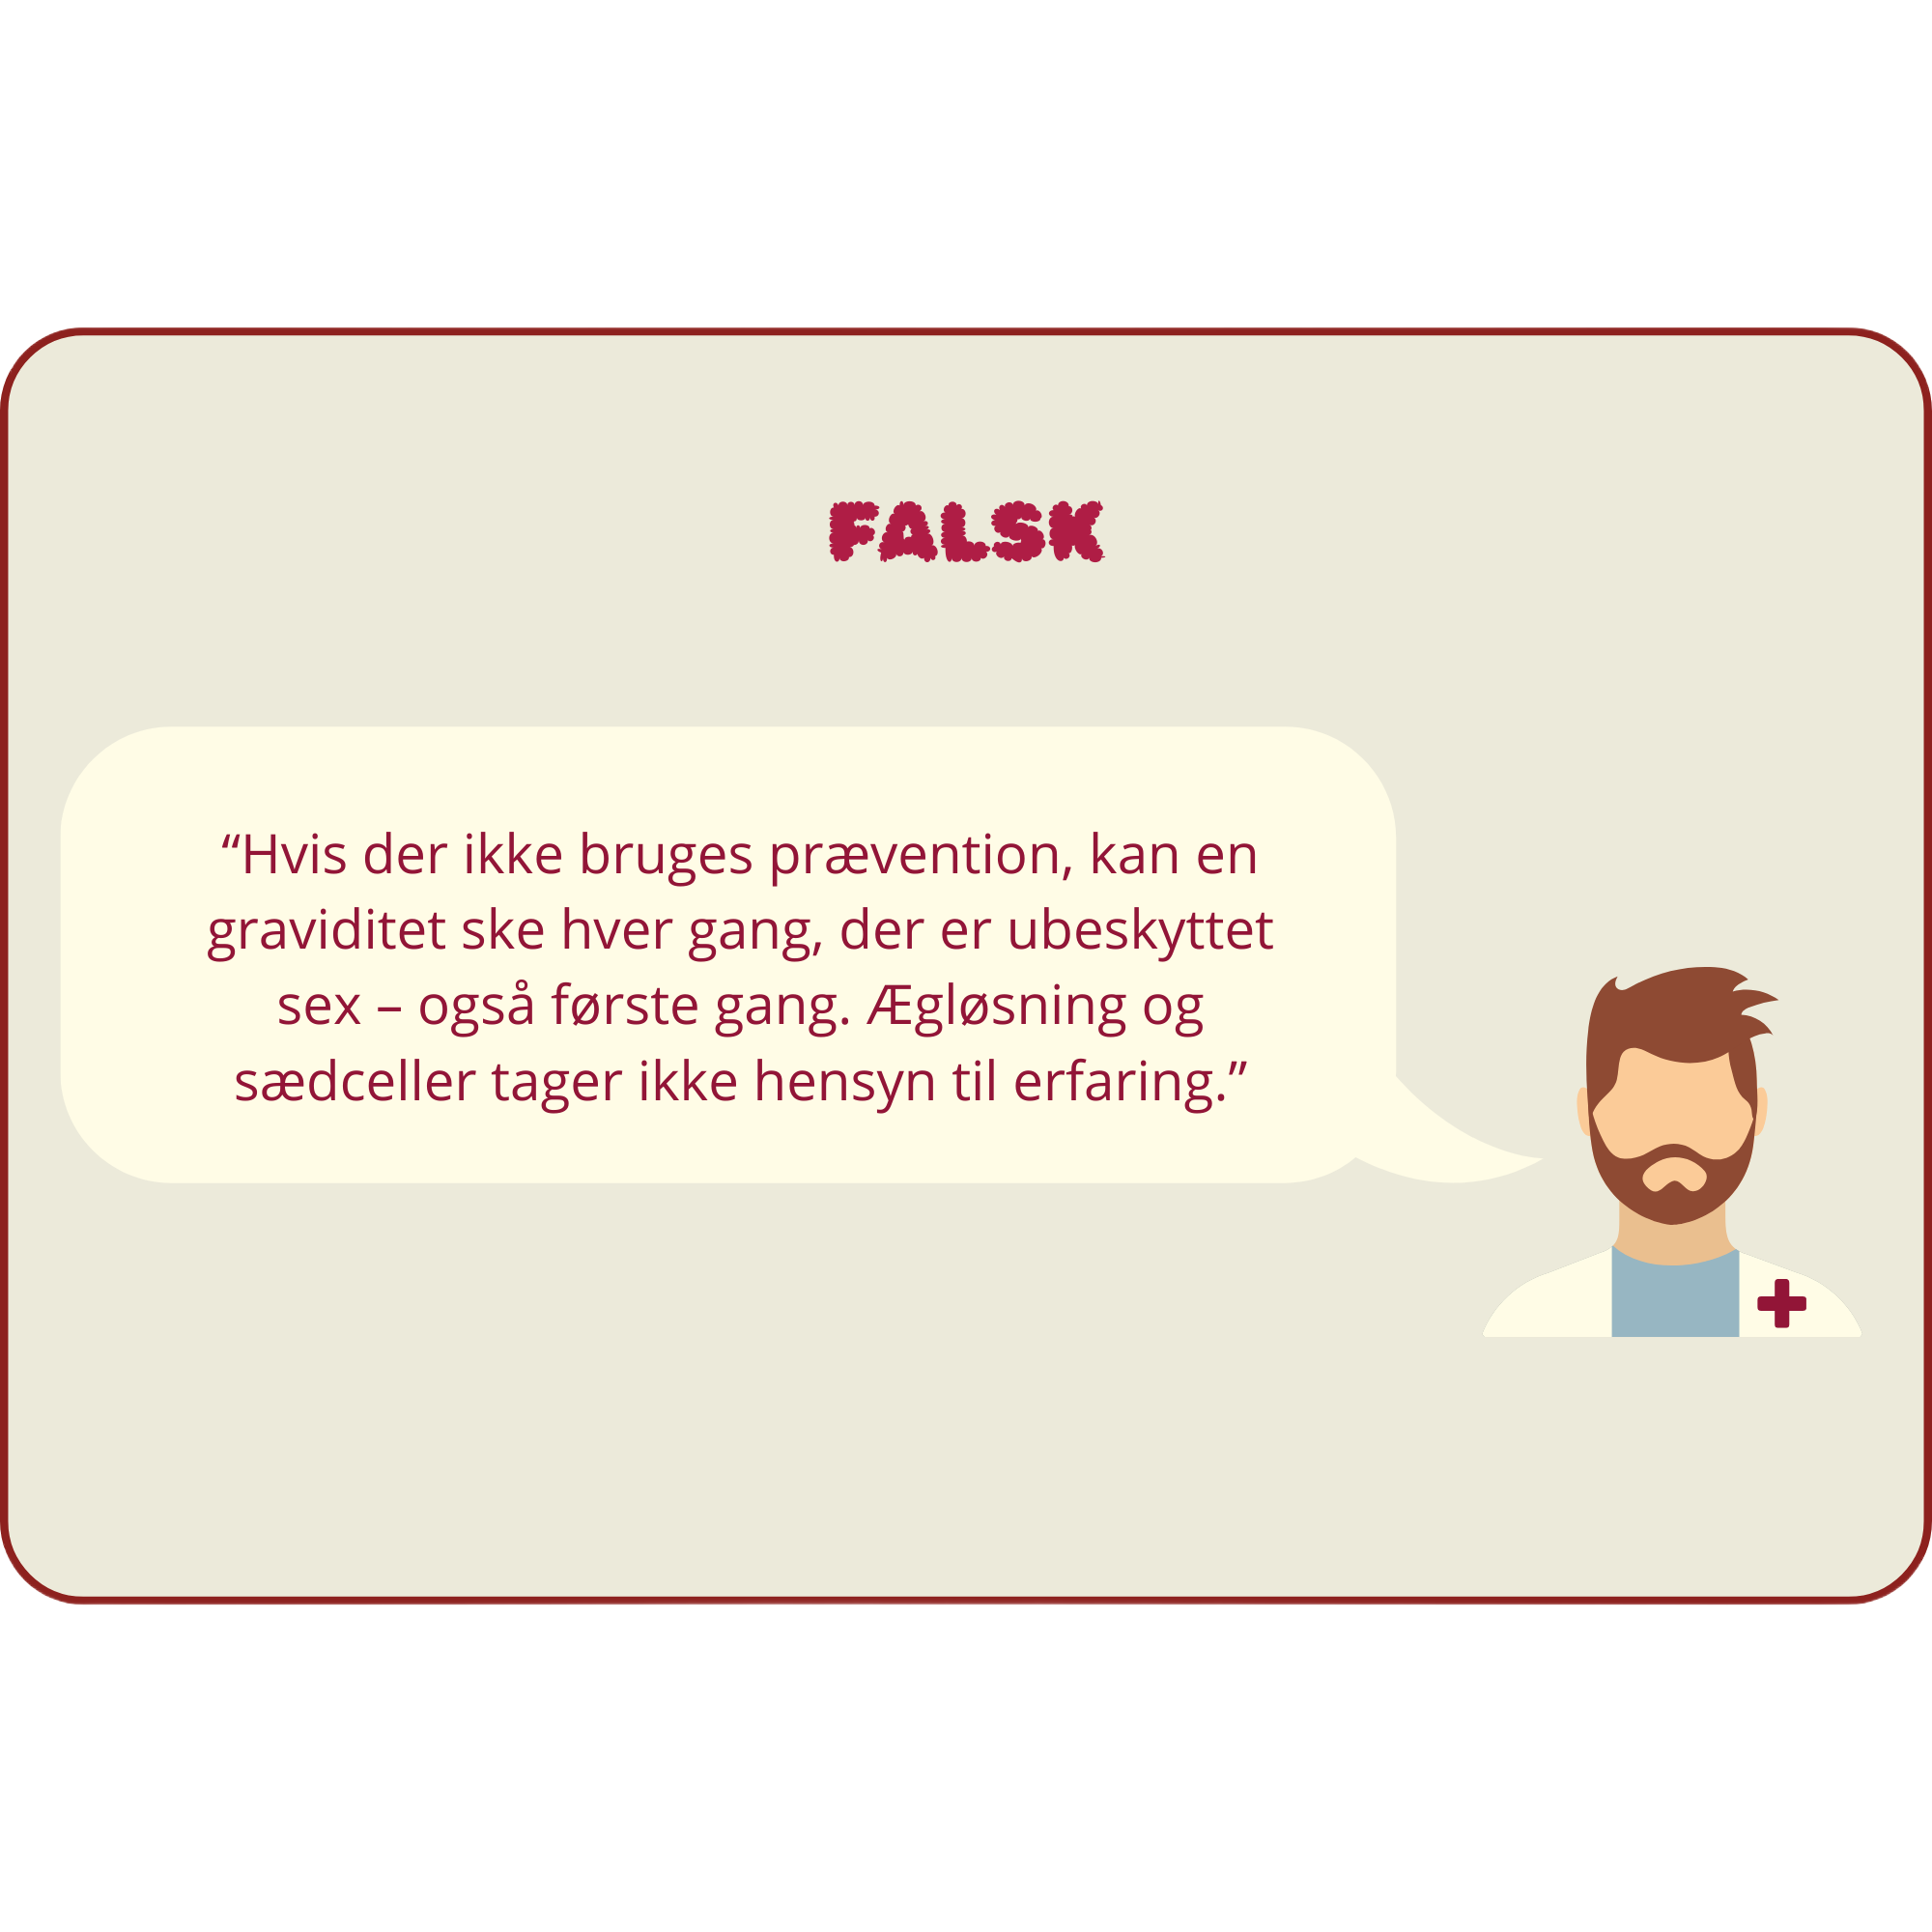 FALSK
“Hvis der ikke bruges prævention, kan en
graviditet ske hver gang, der er ubeskyttet
sex – også første gang. Ægløsning og
sædceller tager ikke hensyn til erfaring.”